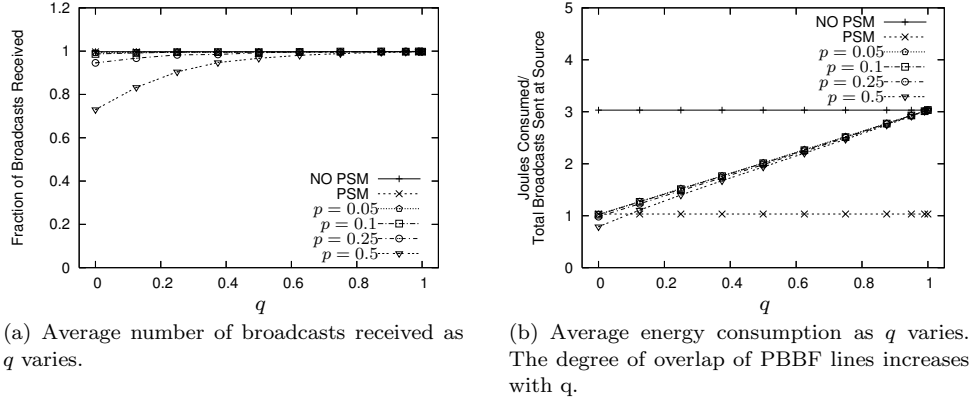 Fraction of Broadcasts Received
1.2
1
0.8
0.6
0.4
0.2
0
0
0.2
0.4
0.6
0.8
1
q
NO PSM
PSM
p = 0.05
p = 0.1
p = 0.25
p = 0.5
(a) Average number of broadcasts received as
q varies.
Joules Consumed/
Total Broadcasts Sent at Source
5
4
3
2
1
0
0
0.2
0.4
0.6
0.8
1
q
NO PSM
PSM
p = 0.05
p = 0.1
p = 0.25
p = 0.5
(b) Average energy consumption as q varies.
The degree of overlap of PBBF lines increases
with q.